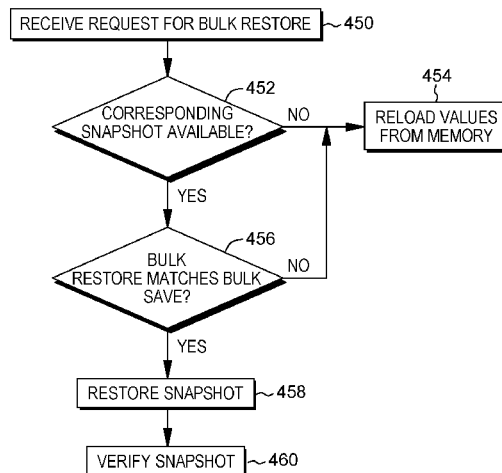 RECEIVE REQUEST FOR BULK RESTORE
450
452
CORRESPONDING
SNAPSHOT AVAILABLE?
NO
454
RELOAD VALUES
FROM MEMORY
YES
456
BULK
RESTORE MATCHES BULK
SAVE?
NO
YES
RESTORE SNAPSHOT
458
VERIFY SNAPSHOT
460